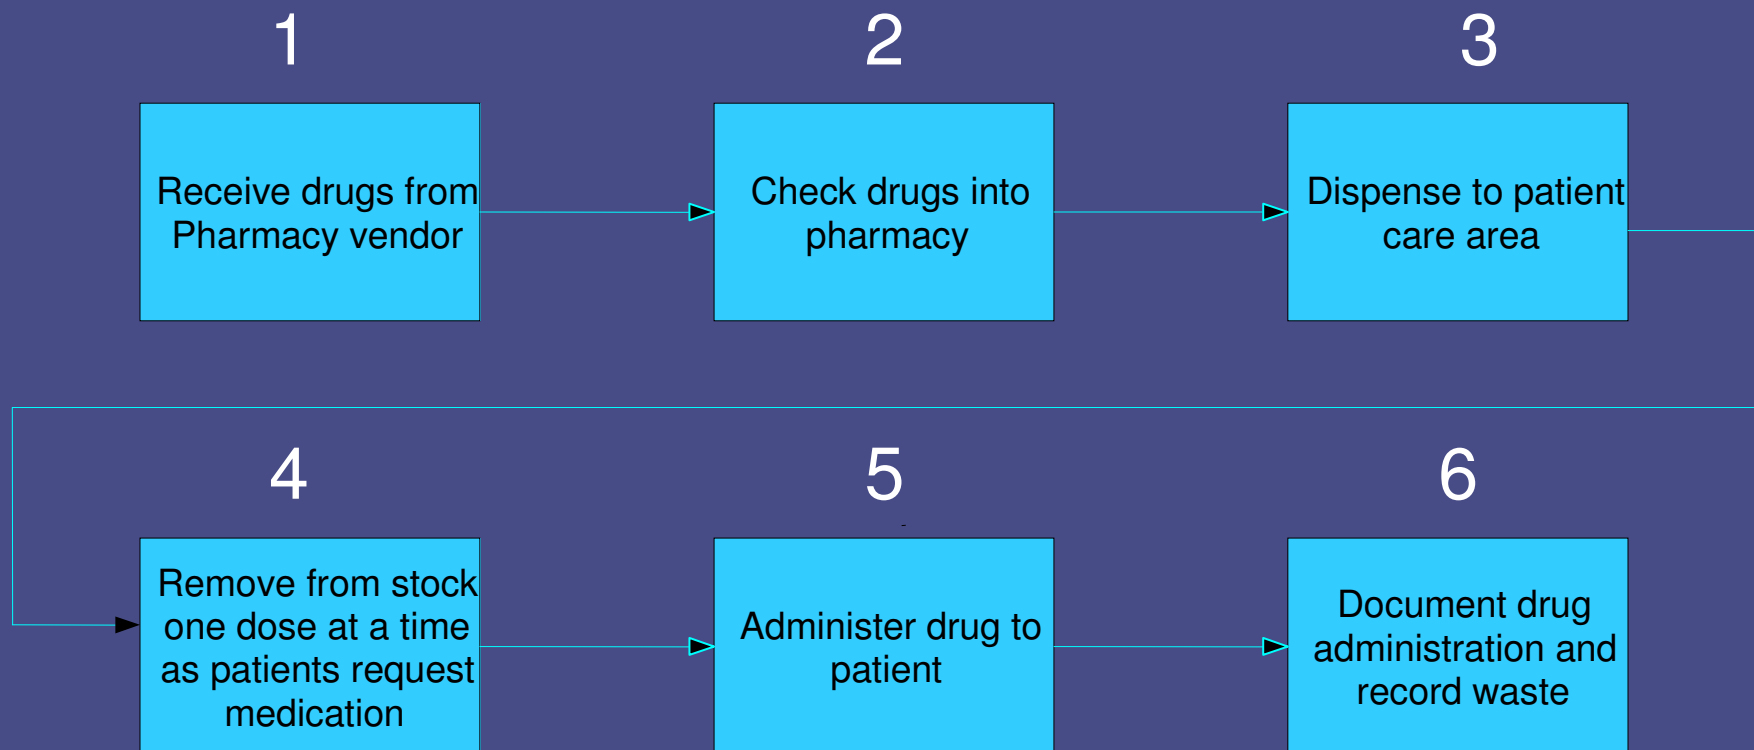 1
2
3
Receive drugs from
Pharmacy vendor
Check drugs into
pharmacy
Dispense to patient
care area
4
5
6
Remove from stock
one dose at a time
as patients request
medication
Administer drug to
patient
Document drug
administration and
record waste